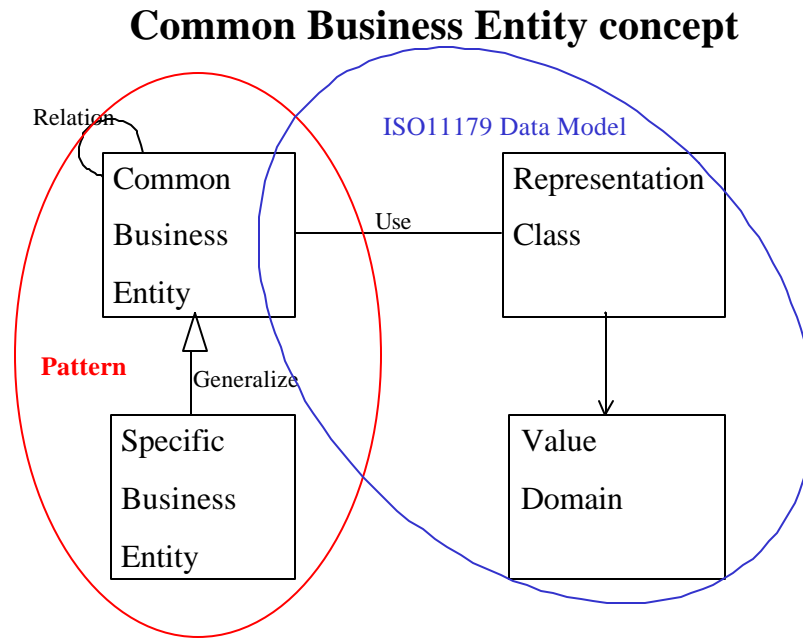 Common Business Entity concept
Relation
ISO11179 Data Model
Common
Business
Entity
Use
Representation
Class
Pattern
Generalize
Specific
Business
Entity
Value
Domain